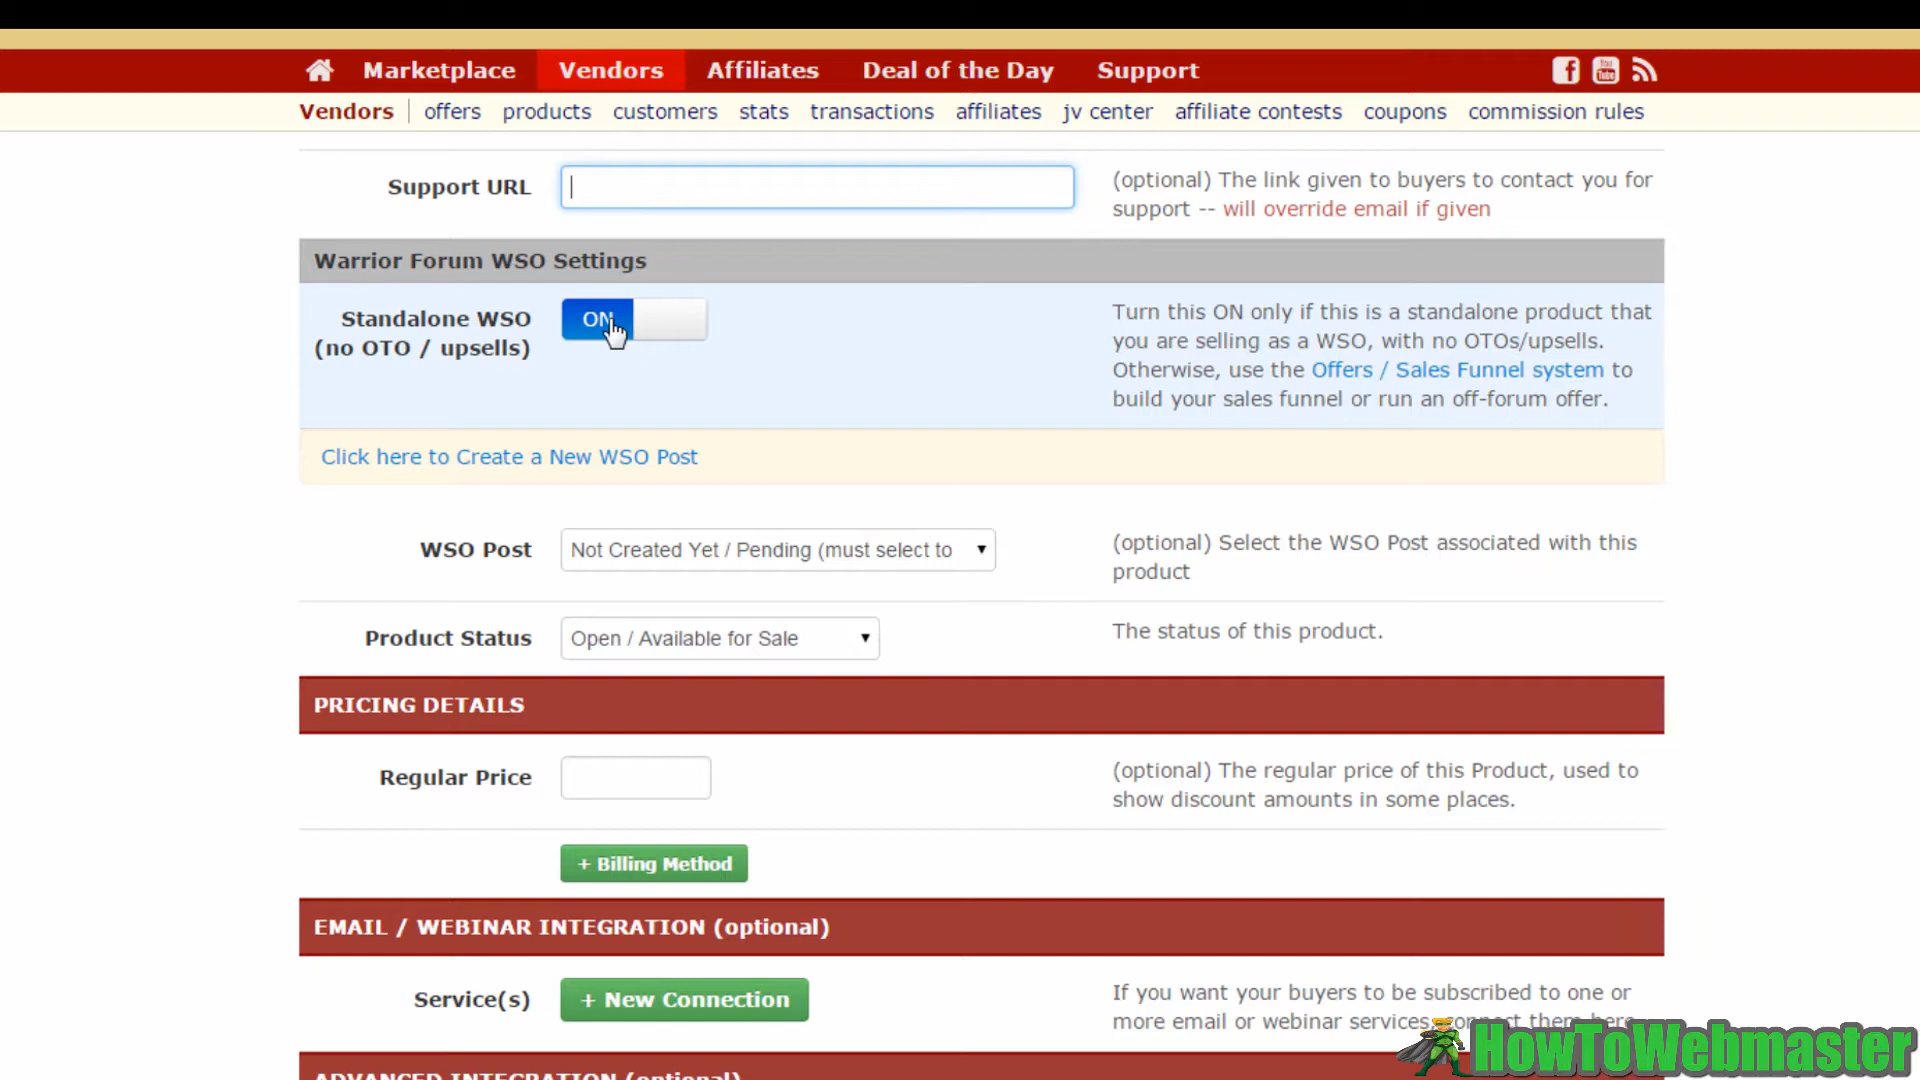 Marketplace Vendors Affiliates Deal of the Day Support
You Tube
Vendors offers products customers stats transactions affiliates jv center affiliate contests coupons commission rules
Support URL
(optional) The link given to buyers to contact you for
support -- will override email if given
Warrior Forum WSO Settings
Standalone WSO
(no OTO / upsells)
ON
Turn this ON only if this is a standalone product that
you are selling as a WSO, with no OTOs/upsells.
Otherwise, use the Offers / Sales Funnel system to
build your sales funnel or run an off-forum offer.
Click here to Create a New WSO Post
WSO Post
Not Created Yet / Pending (must select to
(optional) Select the WSO Post associated with this
product
Product Status
Open / Available for Sale
The status of this product.
PRICING DETAILS
Regular Price
(optional) The regular price of this Product, used to
show discount amounts in some places.
+ Billing Method
EMAIL / WEBINAR INTEGRATION (optional)
Service(s)
+ New Connection
If you want your buyers to be subscribed to one or
more email or webinar services, connect them here
HowToWebmaster
ADVANCED INTEGRATION (optional)